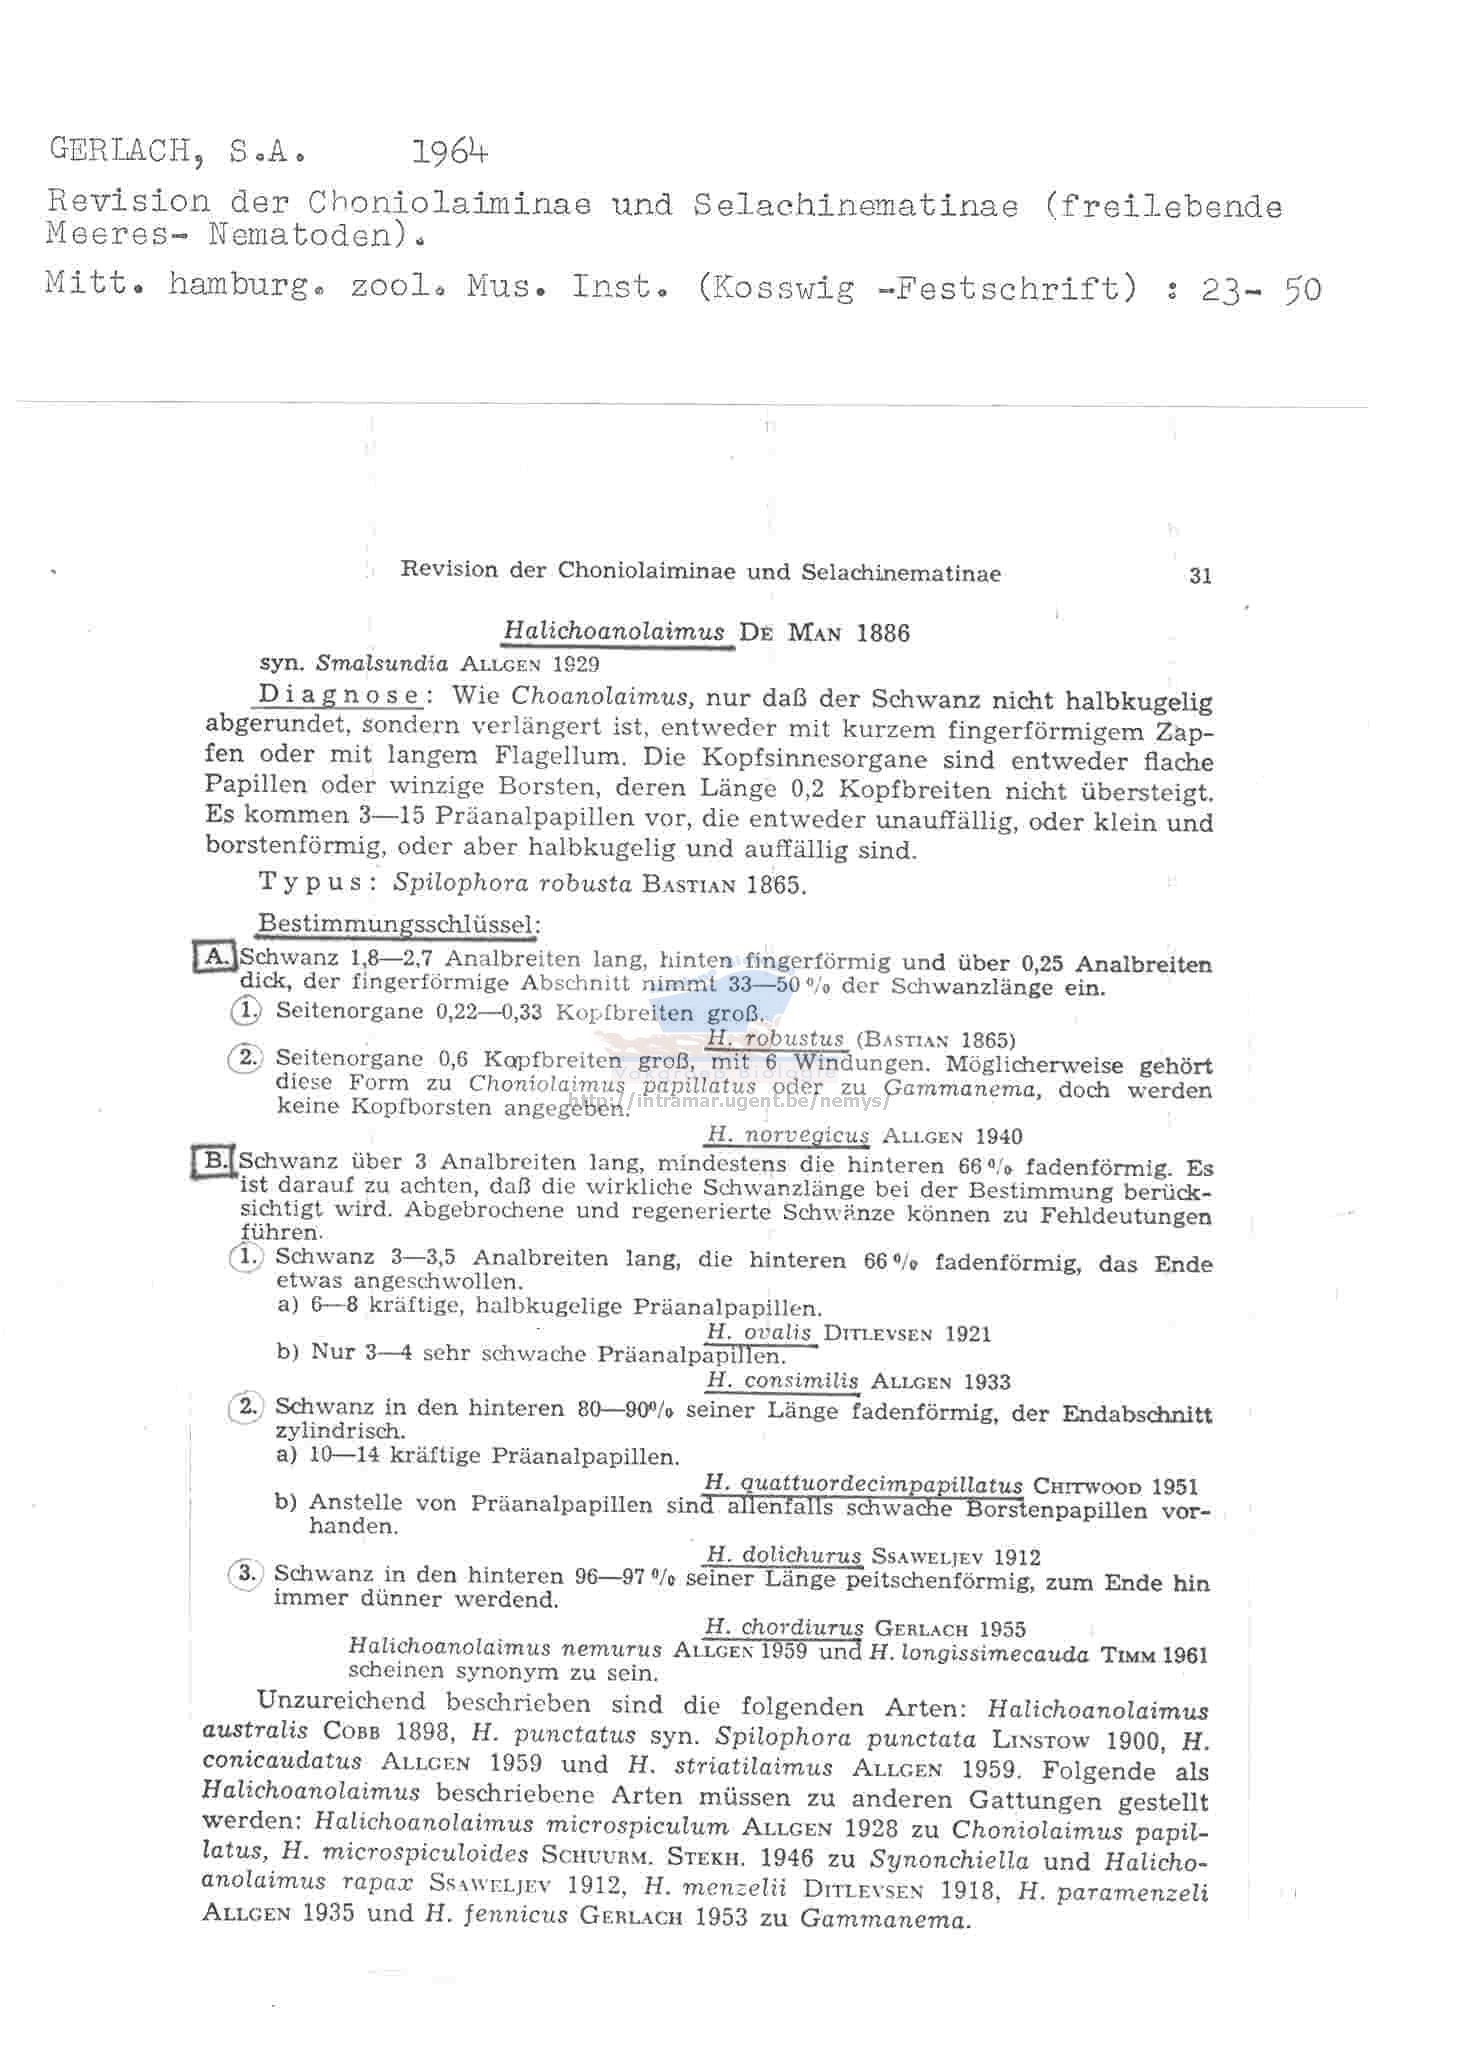 GERLACH, S.A. 1964
Revision der Choniolaiminae und Selachinematinae (freilebende
Meeres- Nematoden).
Mitt. hamburg. zool. Mus. Inst. (Kosswig -Festschrift) : 23- 50
Revision der Choniolaiminae und Selachinematinae 31
Halichoanolaimus DE MAN 1886
syn. Smalsundia ALLGEN 1929
Diagnose: Wie Choanolaimus, nur daß der Schwanz nicht halbkugelig
abgerundet, sondern verlängert ist, entweder mit kurzem fingerförmigem Zap-
fen oder mit langem Flagellum. Die Kopfsinnesorgane sind entweder flache
Papillen oder winzige Borsten, deren Länge 0,2 Kopfbreiten nicht übersteigt.
Es kommen 3—15 Präanalpapillen vor, die entweder unauffällig, oder klein und
borstenförmig, oder aber halbkugelig und auffällig sind.
Typus: Spilophora robusta BASTIAN 1865.
Bestimmungsschlüssel:
A. Schwanz 1,8—2,7 Analbreiten lang, hinten fingerförmig und über 0,25 Analbreiten
dick, der fingerförmige Abschnitt nimmt 33—50 % der Schwanzlänge ein.
1. Seitenorgane 0,22—0,33 Kopfbreiten groß.
H. robustus (BASTIAN 1865)
2. Seitenorgane 0,6 Kopfbreiten groß, mit 6 Windungen. Möglicherweise gehört
diese Form zu Choniolaimus papillatus oder zu Gammanema, doch werden
keine Kopfborsten angegeben.
Vakgroep Biologie
http://intramar.ugent.be/nemys/
H. norvegicus ALLGEN 1940
B. Schwanz über 3 Analbreiten lang, mindestens die hinteren 66 % fadenförmig. Es
ist darauf zu achten, daß die wirkliche Schwanzlänge bei der Bestimmung berück-
sichtigt wird. Abgebrochene und regenerierte Schwänze können zu Fehldeutungen
führen.
1. Schwanz 3—3,5 Analbreiten lang, die hinteren 66 % fadenförmig, das Ende
etwas angeschwollen.
a) 6—8 kräftige, halbkugelige Präanalpapillen.
H. ovalis DITLEVSEN 1921
b) Nur 3—4 sehr schwache Präanalpapillen.
H. consimilis ALLGEN 1933
2. Schwanz in den hinteren 80—90% seiner Länge fadenförmig, der Endabschnitt
zylindrisch.
a) 10—14 kräftige Präanalpapillen.
H. quattuordecimpapillatus CHITWOOD 1951
b) Anstelle von Präanalpapillen sind allenfalls schwache Borstenpapillen vor-
handen.
H. dolichurus SSAWELJEV 1912
3. Schwanz in den hinteren 96—97 % seiner Länge peitschenförmig, zum Ende hin
immer dünner werdend.
H. chordiurus GERLACH 1955
Halichoanolaimus nemurus ALLGEN 1959 und H. longissimecauda TIMM 1961
scheinen synonym zu sein.
Unzureichend beschrieben sind die folgenden Arten: Halichoanolaimus
australis COBB 1898, H. punctatus syn. Spilophora punctata LINSTOW 1900, H.
conicaudatus ALLGEN 1959 und H. striatilaimus ALLGEN 1959. Folgende als
Halichoanolaimus beschriebene Arten müssen zu anderen Gattungen gestellt
werden: Halichoanolaimus microspiculum ALLGEN 1928 zu Choniolaimus papil-
latus, H. microspiculoides SCHUURM. STEKH. 1946 zu Synonchiella und Halicho-
anolaimus rapax SSAWELJEV 1912, H. menzelii DITLEVSEN 1918, H. paramenzeli
ALLGEN 1935 und H. fennicus GERLACH 1953 zu Gammanema.